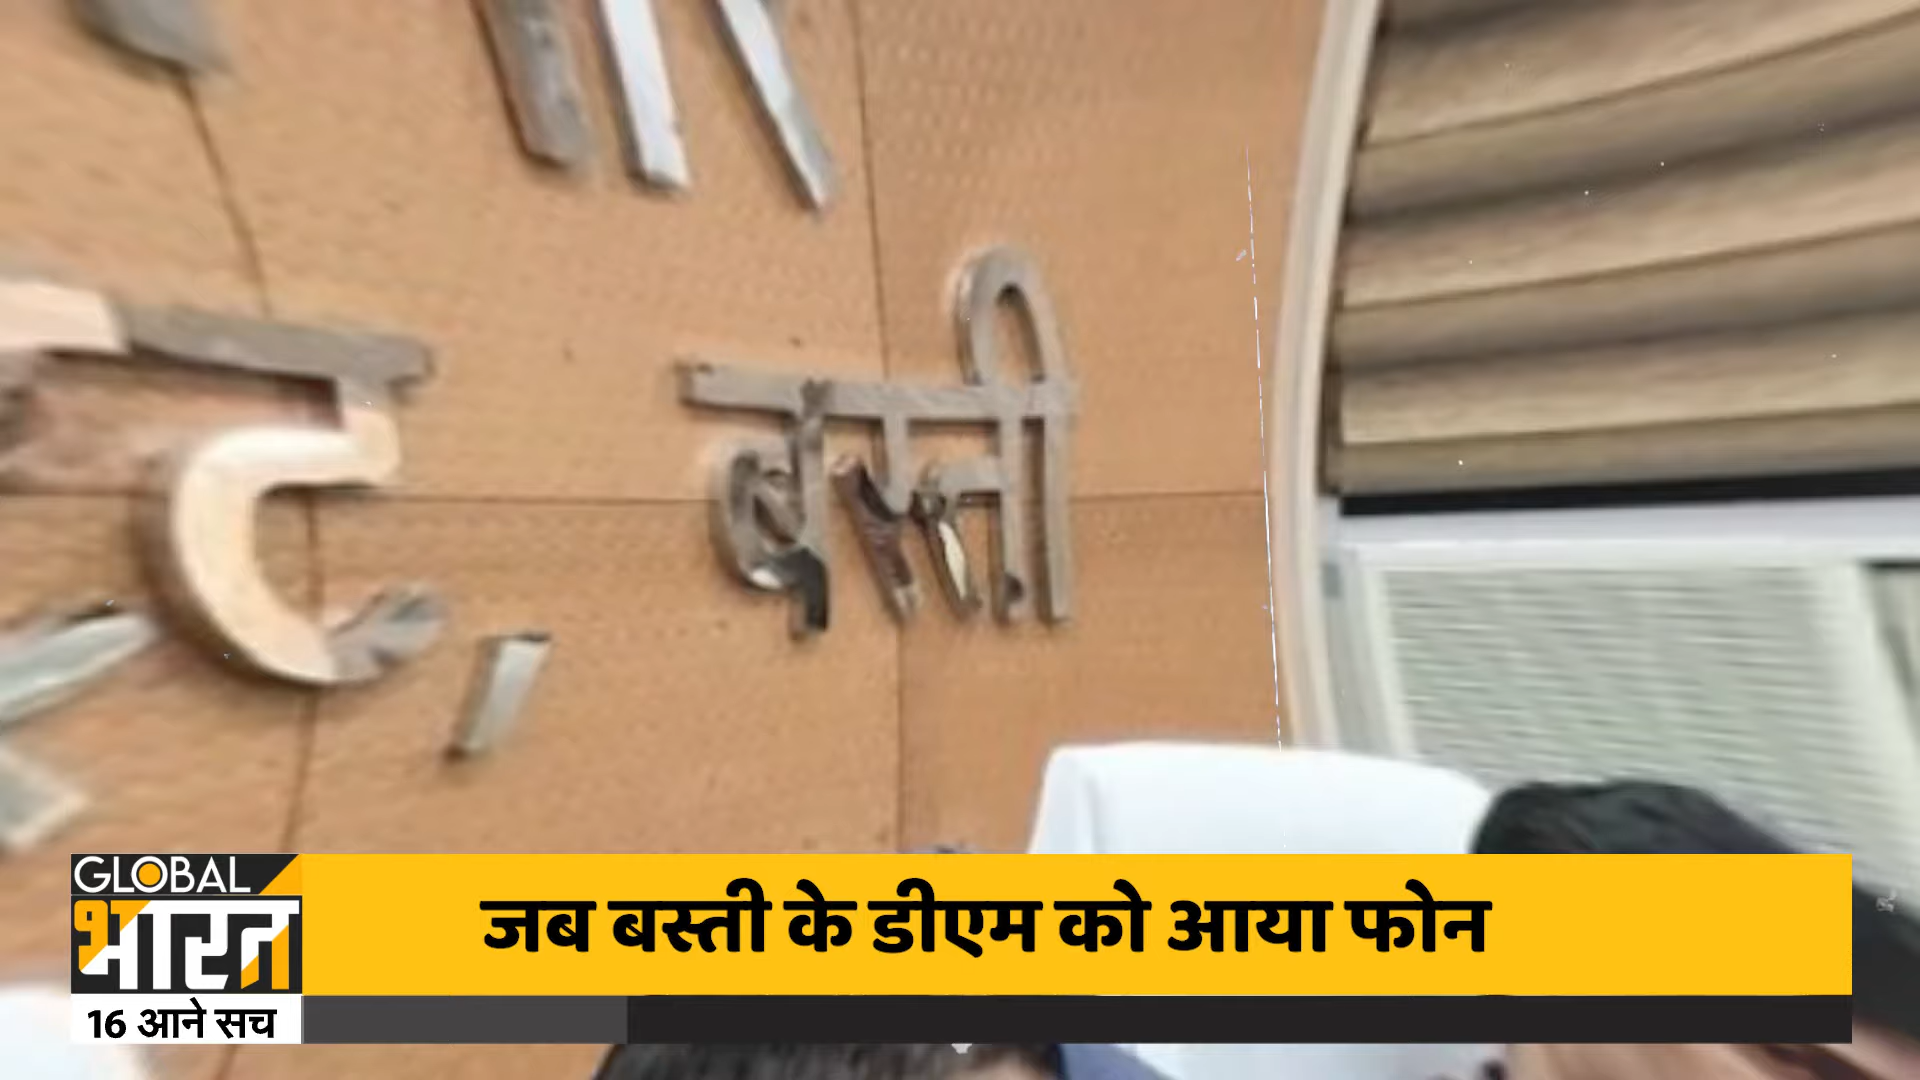 बस्ती
GLOBAL
भारत
16 आने सच
जब बस्ती के डीएम को आया फोन